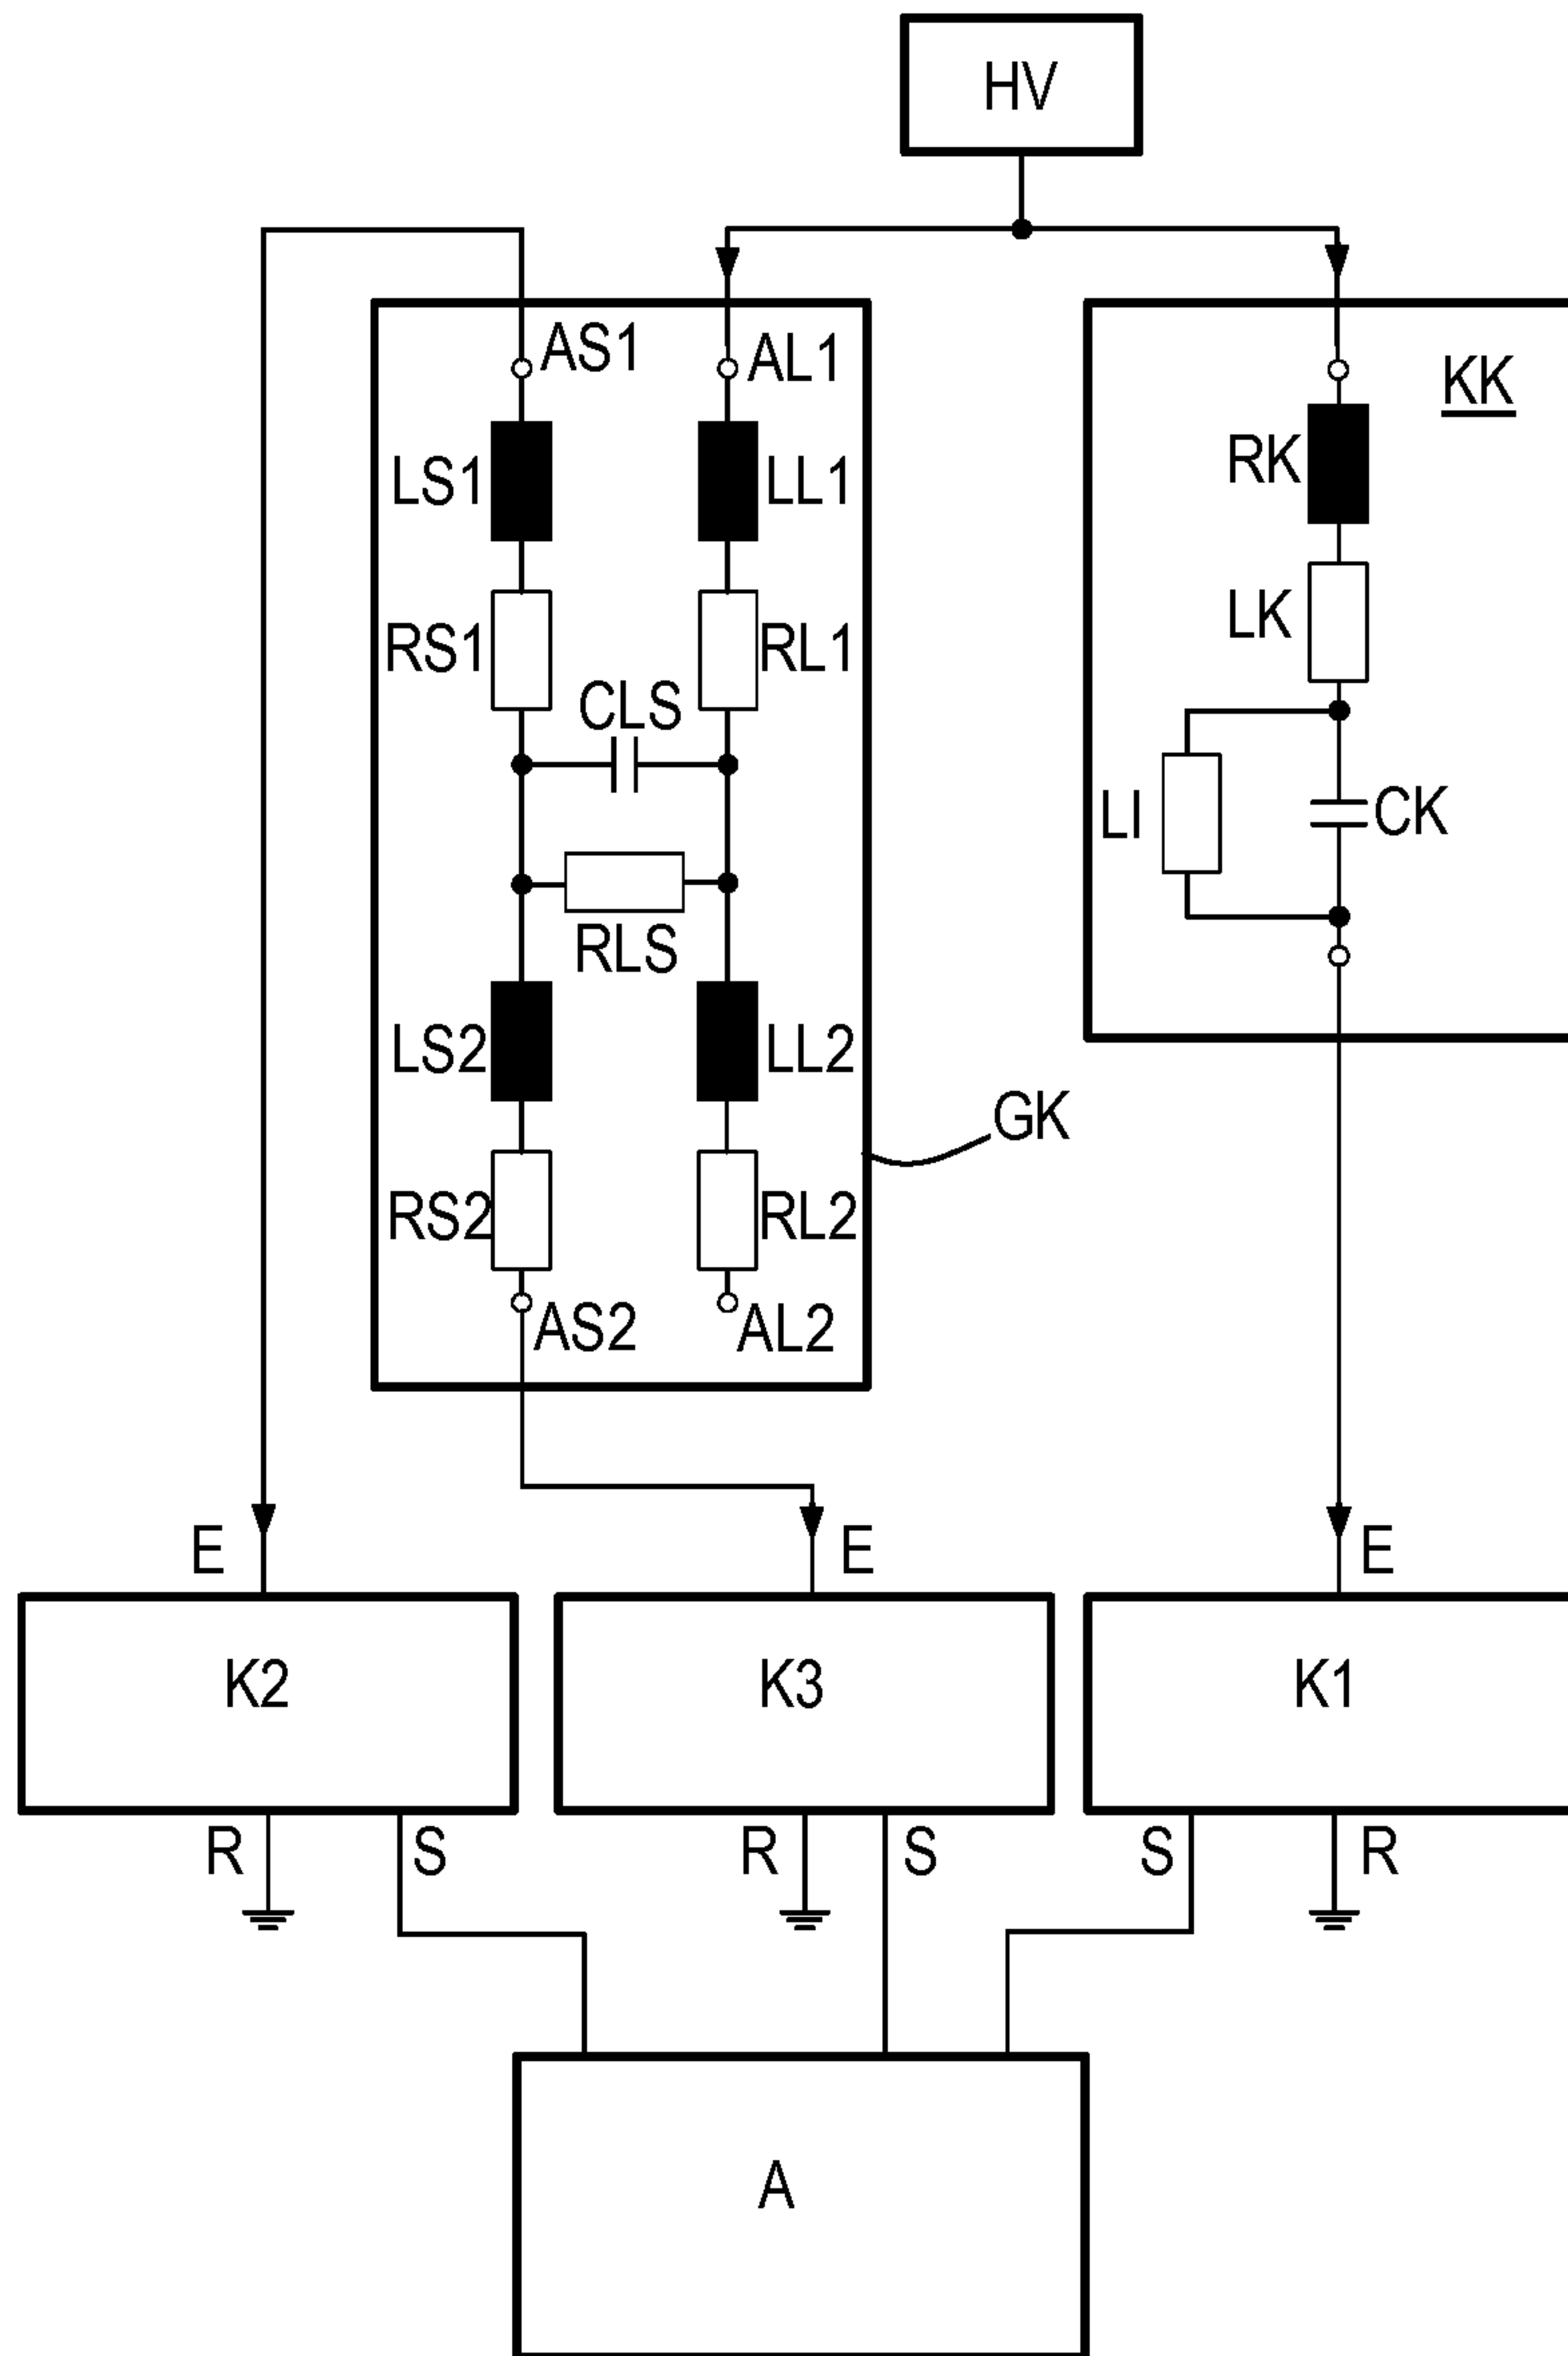 HV
AS1
AL1
KK
LS1
LL1
RK
RS1
RL1
LK
CLS
LI
CK
RLS
LS2
LL2
GK
RS2
RL2
AS2
AL2
E
E
E
K2
K3
K1
R
S
R
S
S
R
A